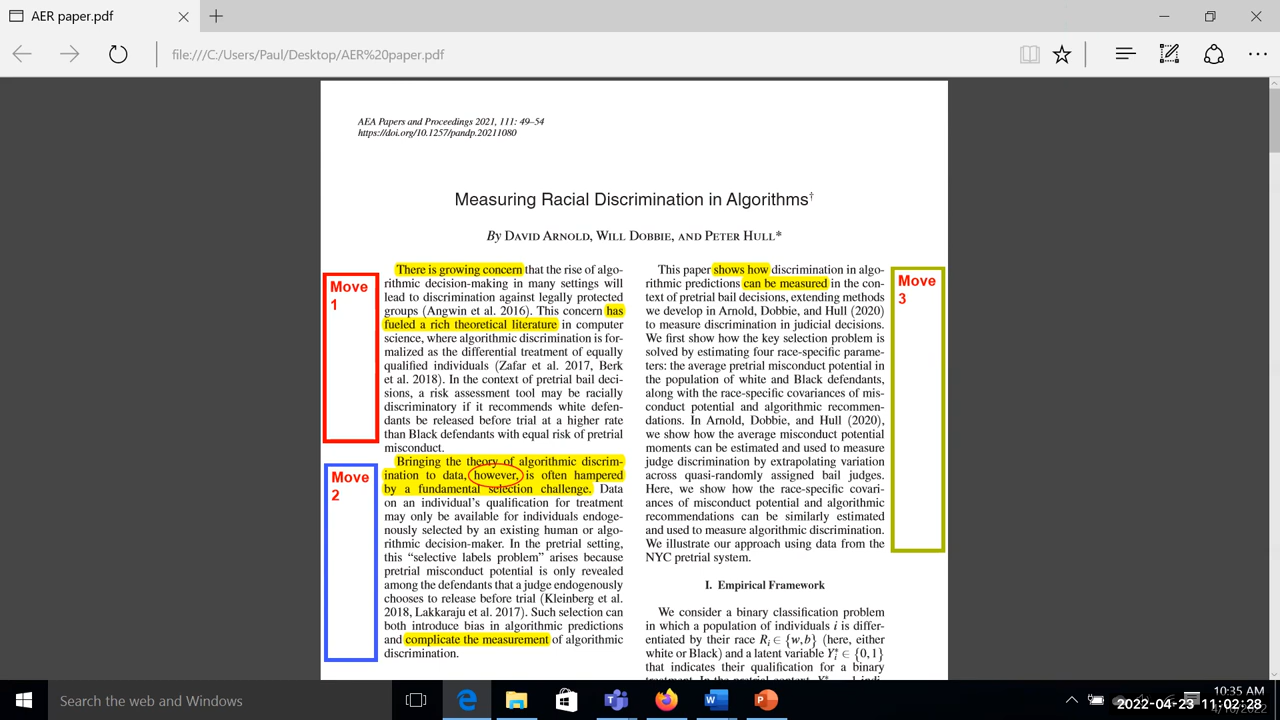 AER paper.pdf
file:///C:/Users/Paul/Desktop/AER%20paper.pdf
AEA Papers and Proceedings 2021, 111: 49–54
https://doi.org/10.1257/pandp.20211080
Measuring Racial Discrimination in Algorithms†
By David Arnold, Will Dobbie, and Peter Hull*
Move
1
There is growing concern that the rise of algo-
rithmic decision-making in many settings will
lead to discrimination against legally protected
groups (Angwin et al. 2016). This concern has
fueled a rich theoretical literature in computer
science, where algorithmic discrimination is for-
malized as the differential treatment of equally
qualified individuals (Zafar et al. 2017, Berk
et al. 2018). In the context of pretrial bail deci-
sions, a risk assessment tool may be racially
discriminatory if it recommends white defen-
dants be released before trial at a higher rate
than Black defendants with equal risk of pretrial
misconduct.
Move
2
Bringing the theory of algorithmic discrim-
ination to data, however, is often hampered
by a fundamental selection challenge. Data
on an individual's qualification for treatment
may only be available for individuals endoge-
nously selected by an existing human or algo-
rithmic decision-maker. In the pretrial setting,
this “selective labels problem” arises because
pretrial misconduct potential is only revealed
among the defendants that a judge endogenously
chooses to release before trial (Kleinberg et al.
2018, Lakkaraju et al. 2017). Such selection can
both introduce bias in algorithmic predictions
and complicate the measurement of algorithmic
discrimination.
Move
3
This paper shows how discrimination in algo-
rithmic predictions can be measured in the con-
text of pretrial bail decisions, extending methods
we develop in Arnold, Dobbie, and Hull (2020)
to measure discrimination in judicial decisions.
We first show how the key selection problem is
solved by estimating four race-specific parame-
ters: the average pretrial misconduct potential in
the population of white and Black defendants,
along with the race-specific covariances of mis-
conduct potential and algorithmic recommen-
dations. In Arnold, Dobbie, and Hull (2020),
we show how the average misconduct potential
moments can be estimated and used to measure
judge discrimination by extrapolating variation
across quasi-randomly assigned bail judges.
Here, we show how the race-specific covari-
ances of misconduct potential and algorithmic
recommendations can be similarly estimated
and used to measure algorithmic discrimination.
We illustrate our approach using data from the
NYC pretrial system.
I. Empirical Framework
We consider a binary classification problem
in which a population of individuals i is differ-
entiated by their race Rᵢ ∈ {w,b} (here, either
white or Black) and a latent variable Yᵢ* ∈ {0,1}
that indicates their qualification for a binary
Search the web and Windows
10:35 AM
2022-04-23 11:02:28